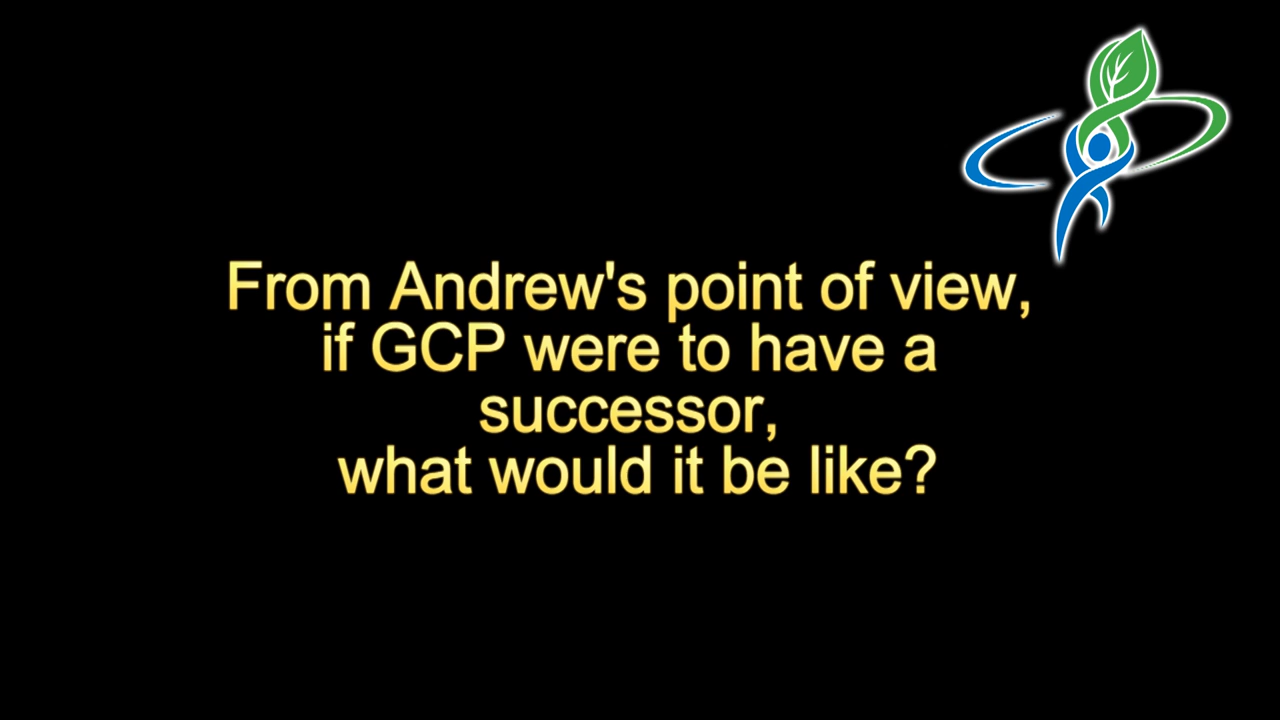 From Andrew's point of view,
if GCP were to have a
successor,
what would it be like?